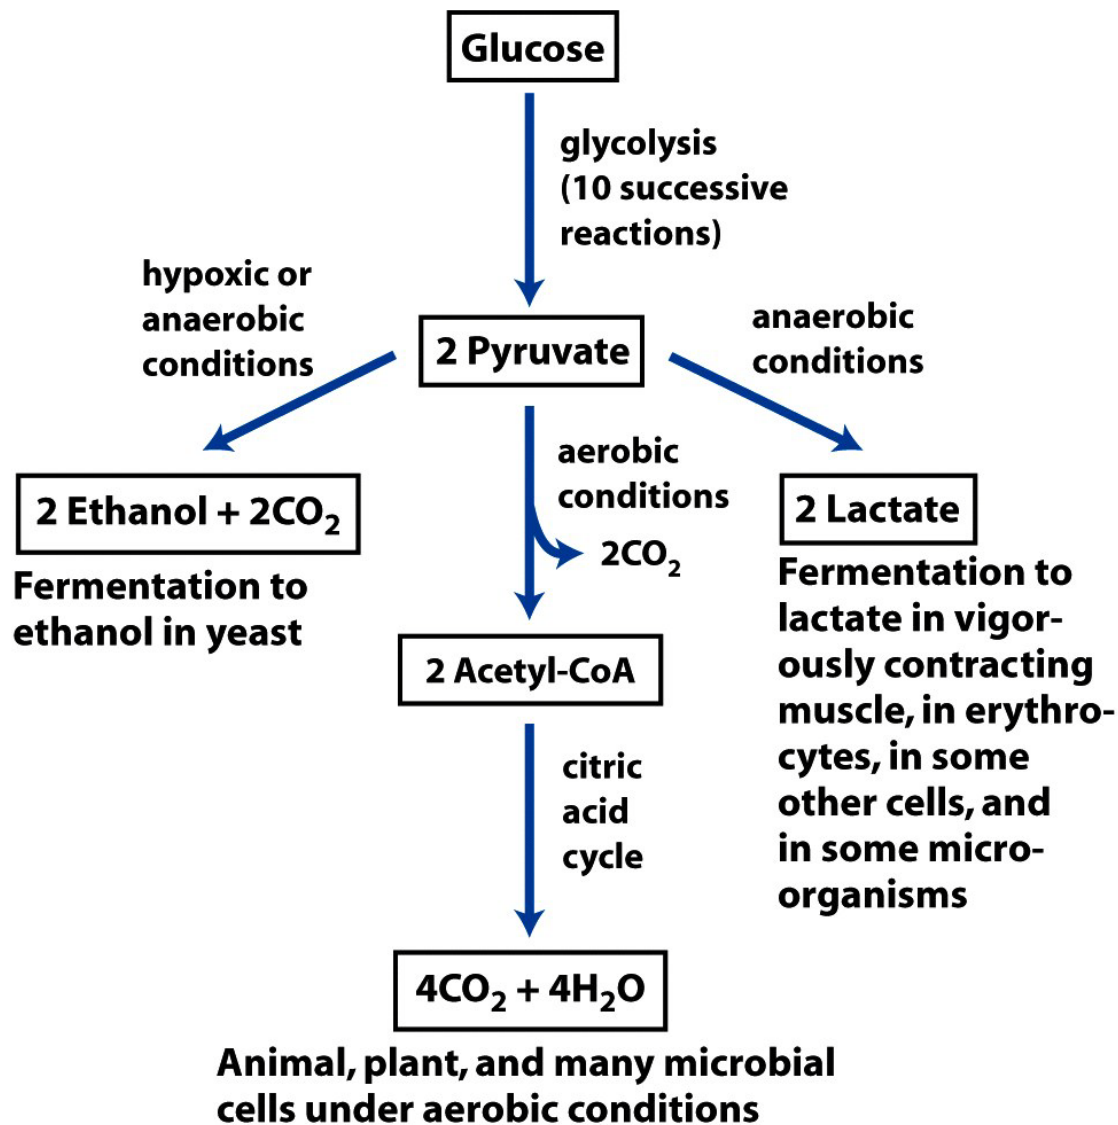 Glucose
glycolysis
(10 successive
reactions)
hypoxic or
anaerobic
conditions
2 Pyruvate
anaerobic
conditions
2 Ethanol + 2CO₂
Fermentation to
ethanol in yeast
aerobic
conditions
2CO₂
2 Lactate
Fermentation to
lactate in vigor-
ously contracting
muscle, in erythro-
cytes, in some
other cells, and
in some micro-
organisms
2 Acetyl-CoA
citric
acid
cycle
4CO₂ + 4H₂O
Animal, plant, and many microbial
cells under aerobic conditions